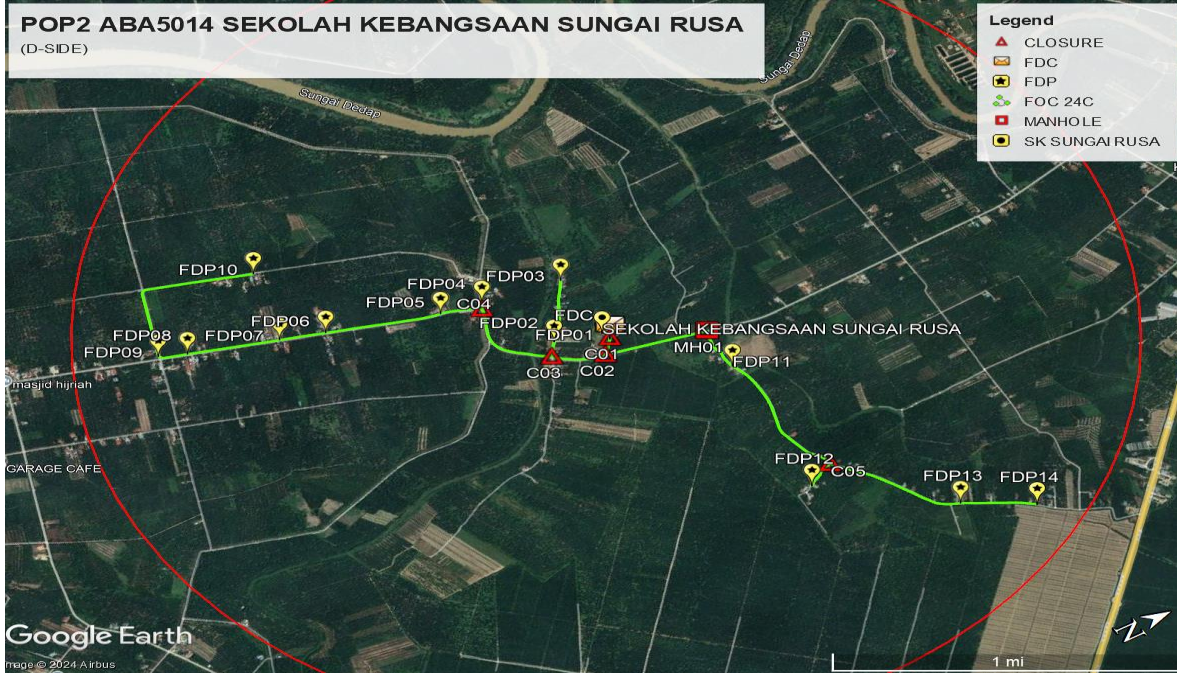 POP2 ABA5014 SEKOLAH KEBANGSAAN SUNGAI RUSA
(D-SIDE)
Legend
CLOSURE
FDC
FDP
FOC 24C
MANHOLE
SK SUNGAI RUSA
Sungai Dedap
Sungai Dedap
FDP10
FDP04
FDP03
FDP05
C04
FDP06
FDP02
FDC
FDP08
FDP07
FDP01
SEKOLAH KEBANGSAAN SUNGAI RUSA
FDP09
C01
MH01
C03
C02
FDP11
masjid hijriah
GARAGE CAFE
FDP12
C05
FDP13
FDP14
Google Earth
mage © 2024 Airbus
N
1 mi